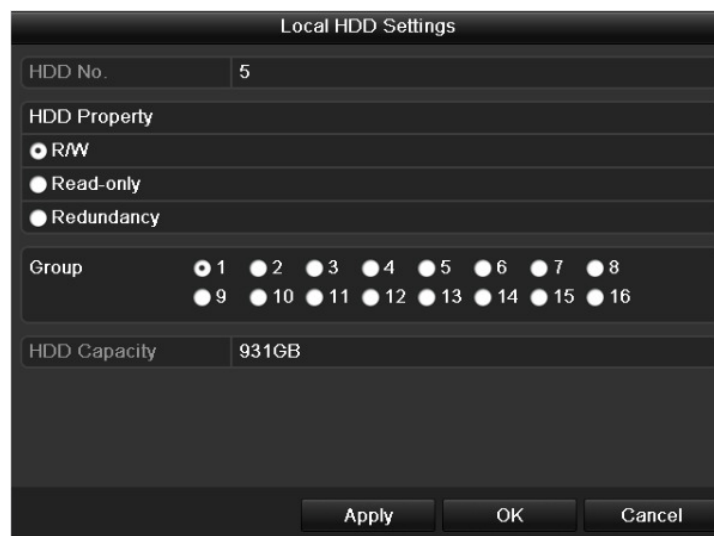 Local HDD Settings
HDD No. 5
HDD Property
R/W
Read-only
Redundancy
Group 1 2 3 4 5 6 7 8
9 10 11 12 13 14 15 16
HDD Capacity 931GB
Apply OK Cancel